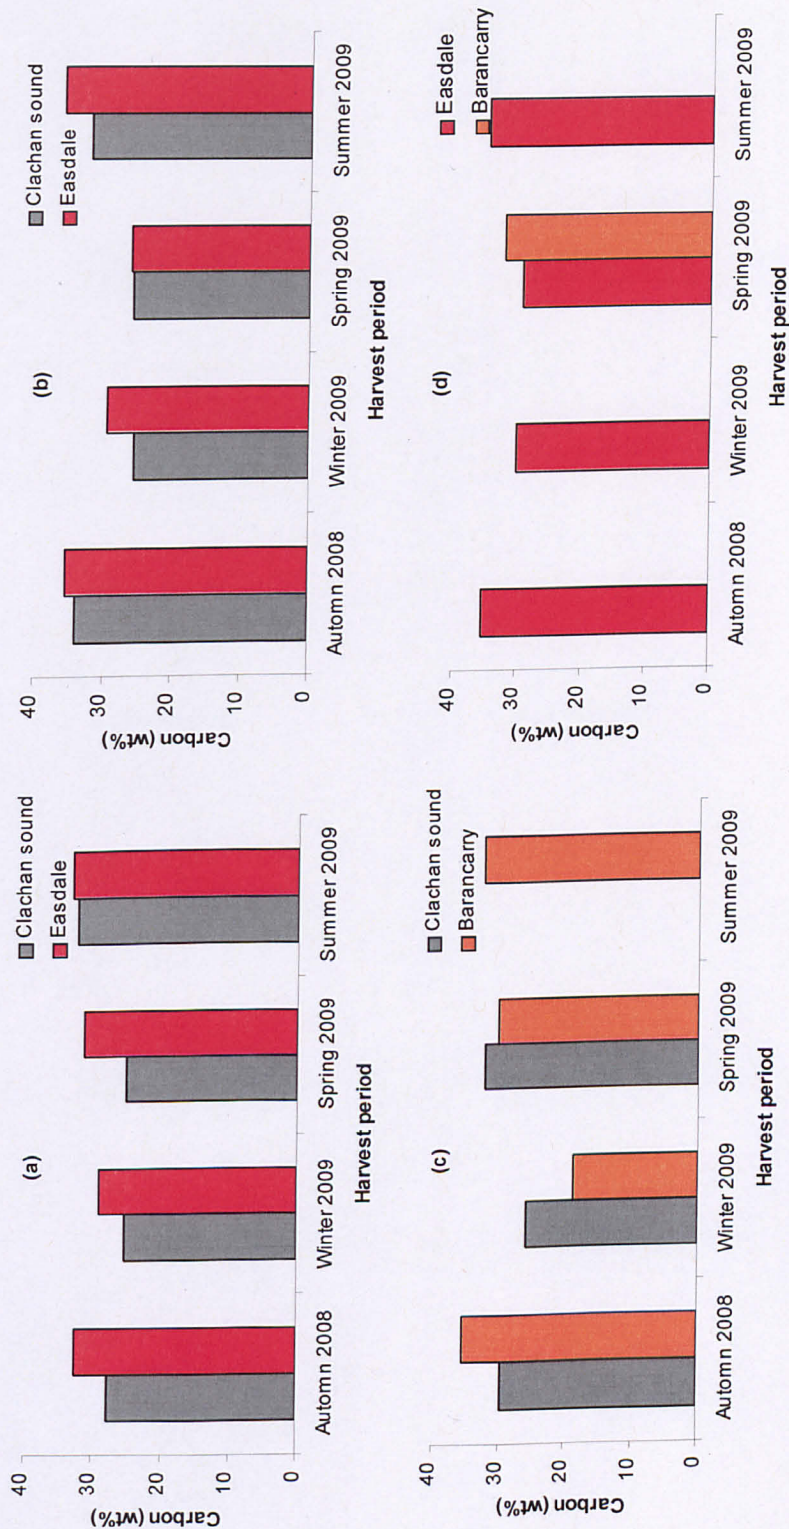 (a)
Clachan sound
Easdale
Carbon (wt%)
40
30
20
10
0
Automn 2008
Winter 2009
Spring 2009
Summer 2009
Harvest period
(b)
Clachan sound
Easdale
Carbon (wt%)
40
30
20
10
0
Automn 2008
Winter 2009
Spring 2009
Summer 2009
Harvest period
(c)
Clachan sound
Barancarry
Carbon (wt%)
40
30
20
10
0
Automn 2008
Winter 2009
Spring 2009
Summer 2009
Harvest period
(d)
Easdale
Barancarry
Carbon (wt%)
40
30
20
10
0
Automn 2008
Winter 2009
Spring 2009
Summer 2009
Harvest period